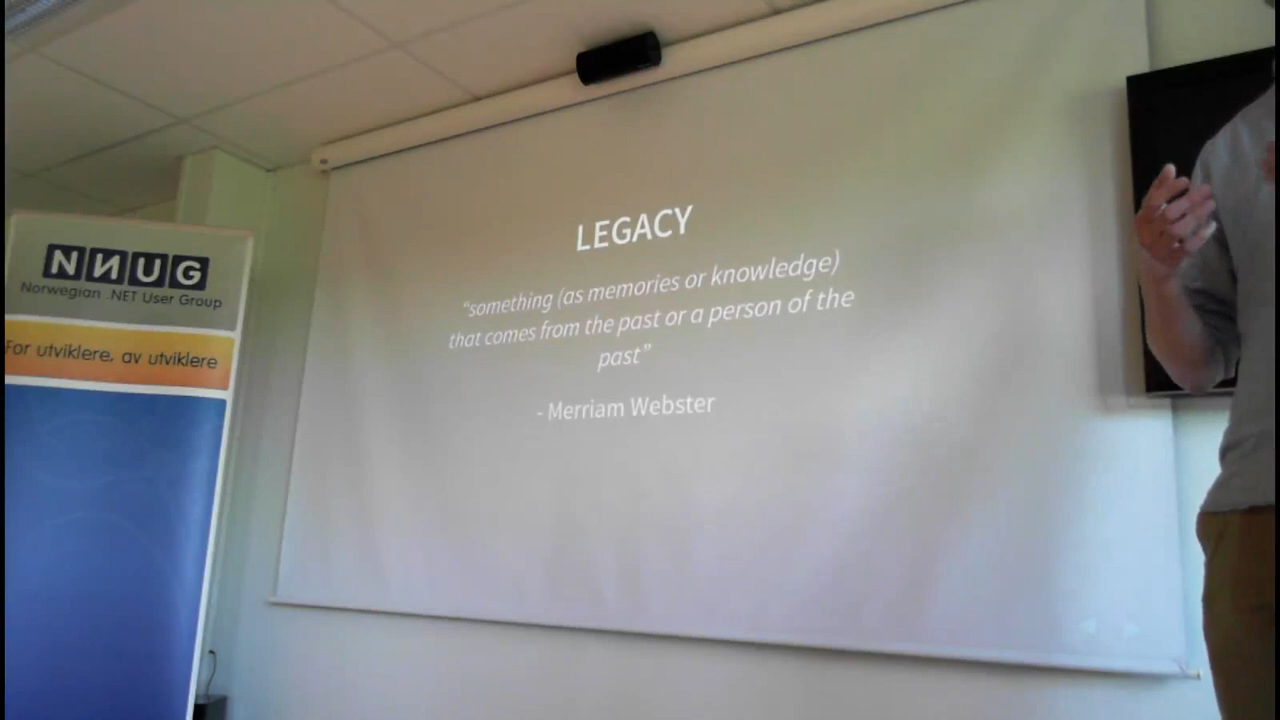 NИUG
Norwegian .NET User Group
For utviklere, av utviklere
LEGACY
“something (as memories or knowledge)
that comes from the past or a person of the
past”
- Merriam Webster